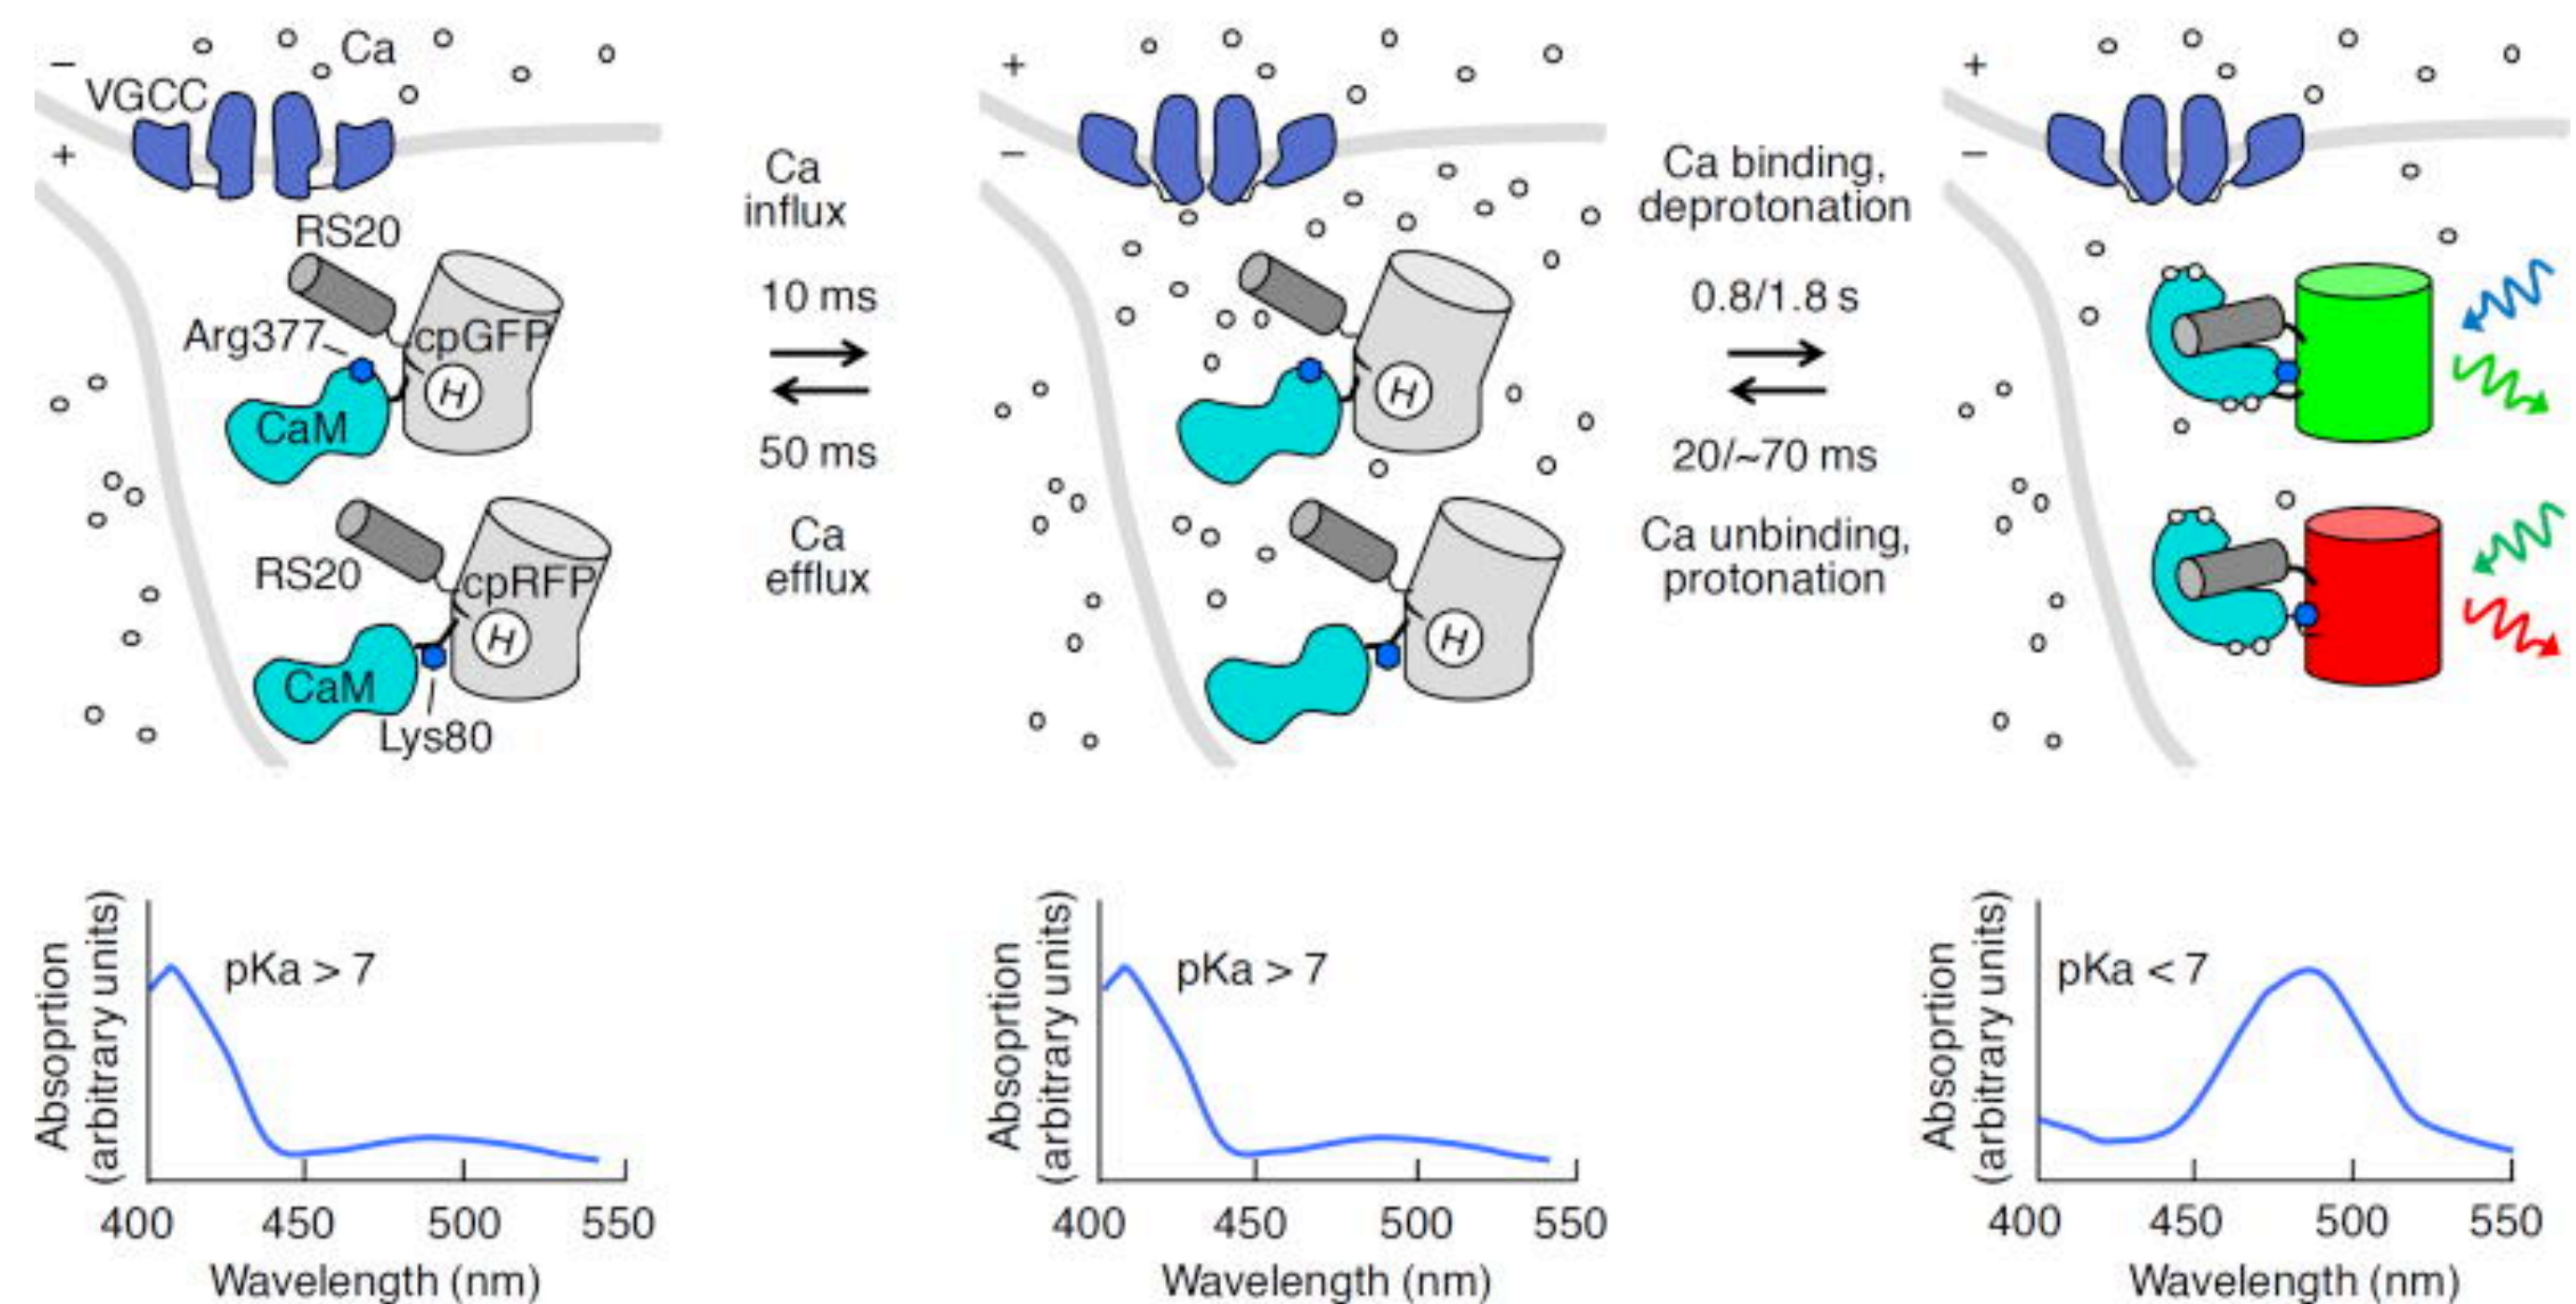 −
Ca
VGCC
+
RS20
Arg377
cpGFP
H
CaM
RS20
cpRFP
H
CaM
Lys80
Ca
influx
10 ms
50 ms
Ca
efflux
+
−
H
H
Ca binding,
deprotonation
0.8/1.8 s
20/~70 ms
Ca unbinding,
protonation
+
−
Absoption
(arbitrary units)
pKa > 7
400 450 500 550
Wavelength (nm)
Absoption
(arbitrary units)
pKa > 7
400 450 500 550
Wavelength (nm)
Absoption
(arbitrary units)
pKa < 7
400 450 500 550
Wavelength (nm)